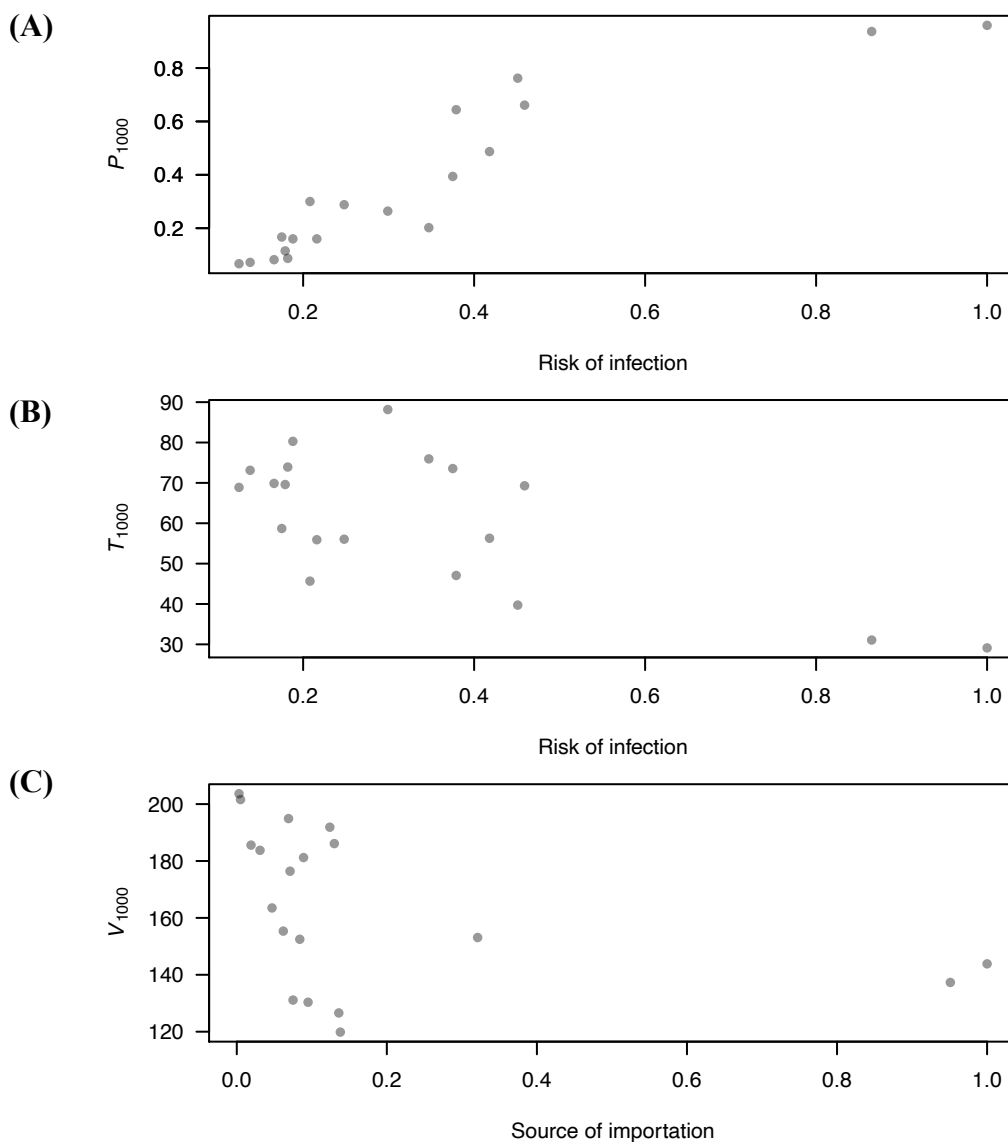 (A)
P1000
0.8
0.6
0.4
0.2
0.2 0.4 0.6 0.8 1.0
Risk of infection
(B)
T1000
90
80
70
60
50
40
30
0.2 0.4 0.6 0.8 1.0
Risk of infection
(C)
V1000
200
180
160
140
120
0.0 0.2 0.4 0.6 0.8 1.0
Source of importation